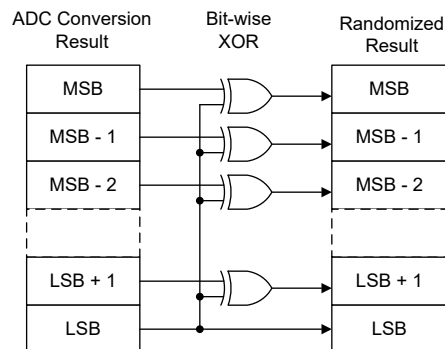 ADC Conversion
Result
Bit-wise
XOR
Randomized
Result
MSB
MSB
MSB - 1
MSB - 1
MSB - 2
MSB - 2
LSB + 1
LSB + 1
LSB
LSB